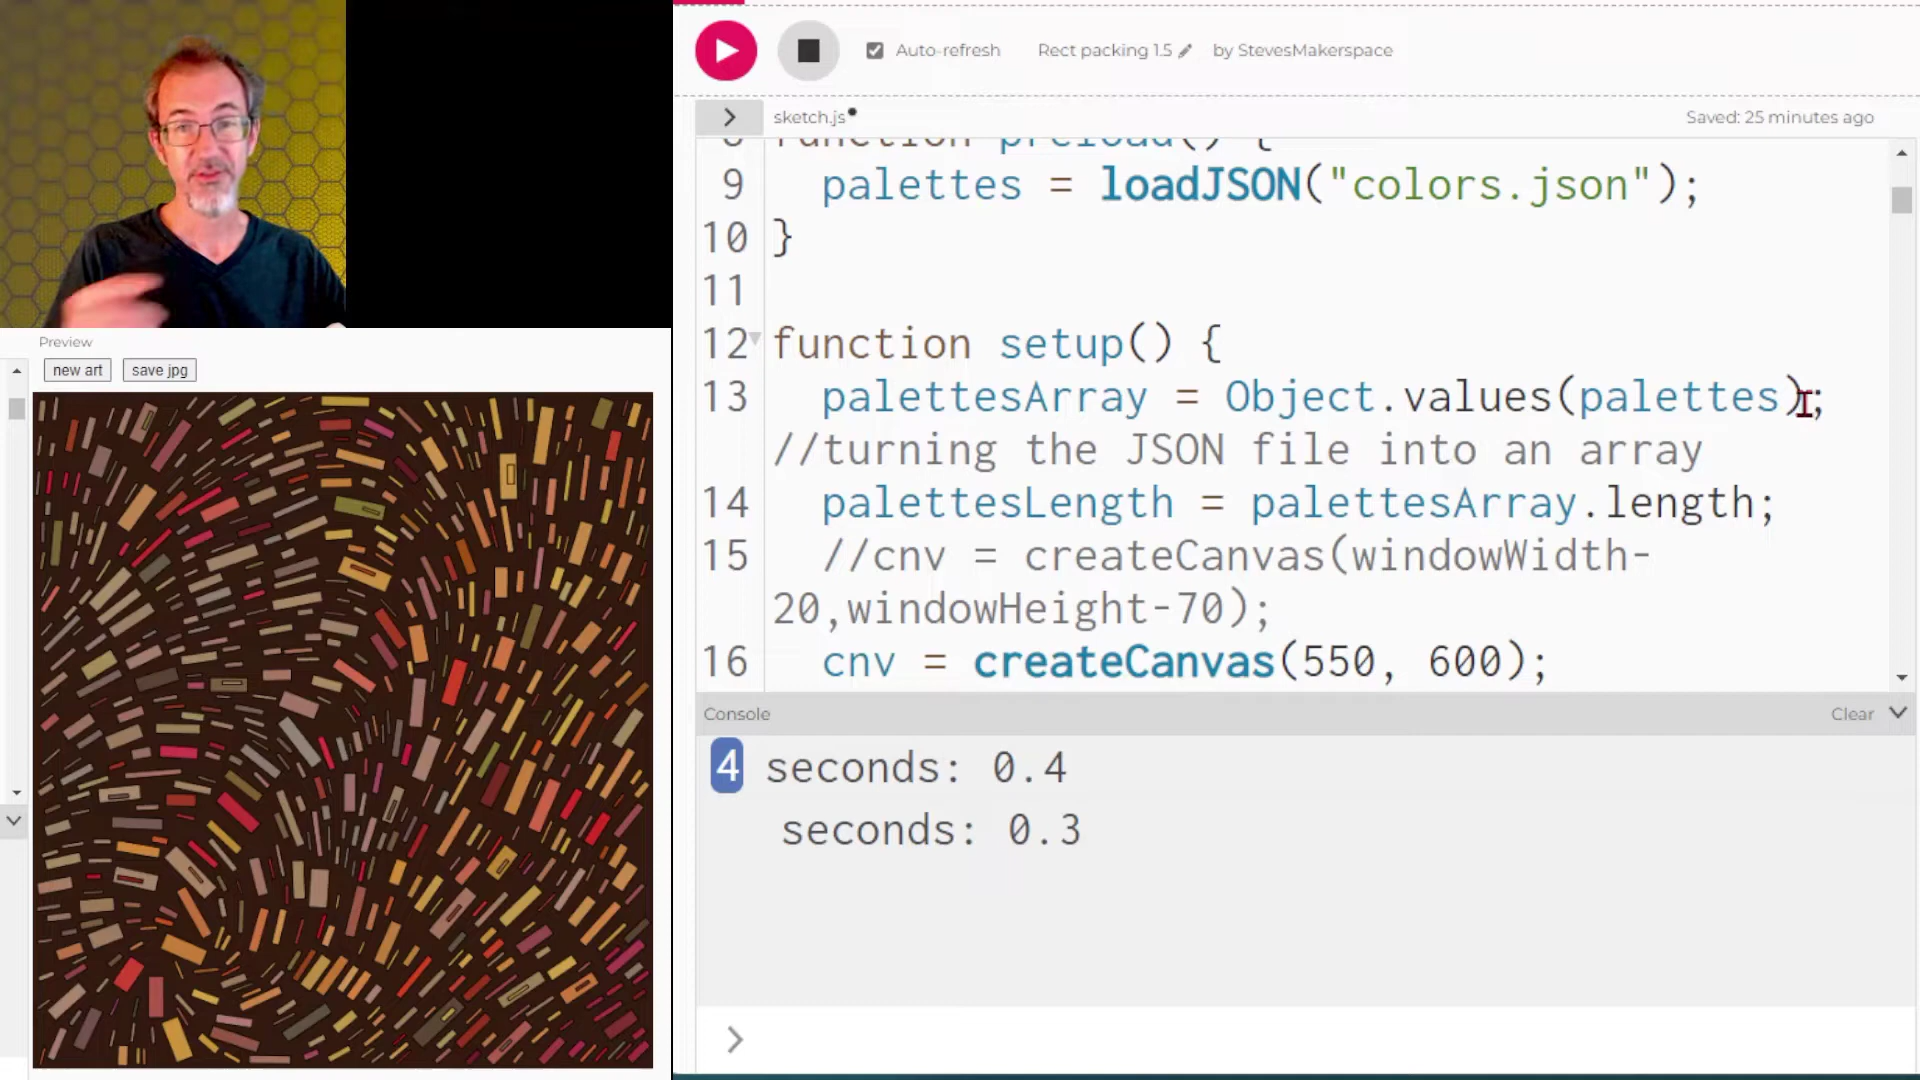 Auto-refresh
Rect packing 1.5
by StevesMakerspace
sketch.js
Saved: 25 minutes ago
8 function preload() {
9 palettes = loadJSON("colors.json");
10 }
11
12 function setup() {
13 palettesArray = Object.values(palettes);
//turning the JSON file into an array
14 palettesLength = palettesArray.length;
15 //cnv = createCanvas(windowWidth-
20,windowHeight-70);
16 cnv = createCanvas(550, 600);
Console
Clear
4 seconds: 0.4
seconds: 0.3
Preview
new art
save jpg